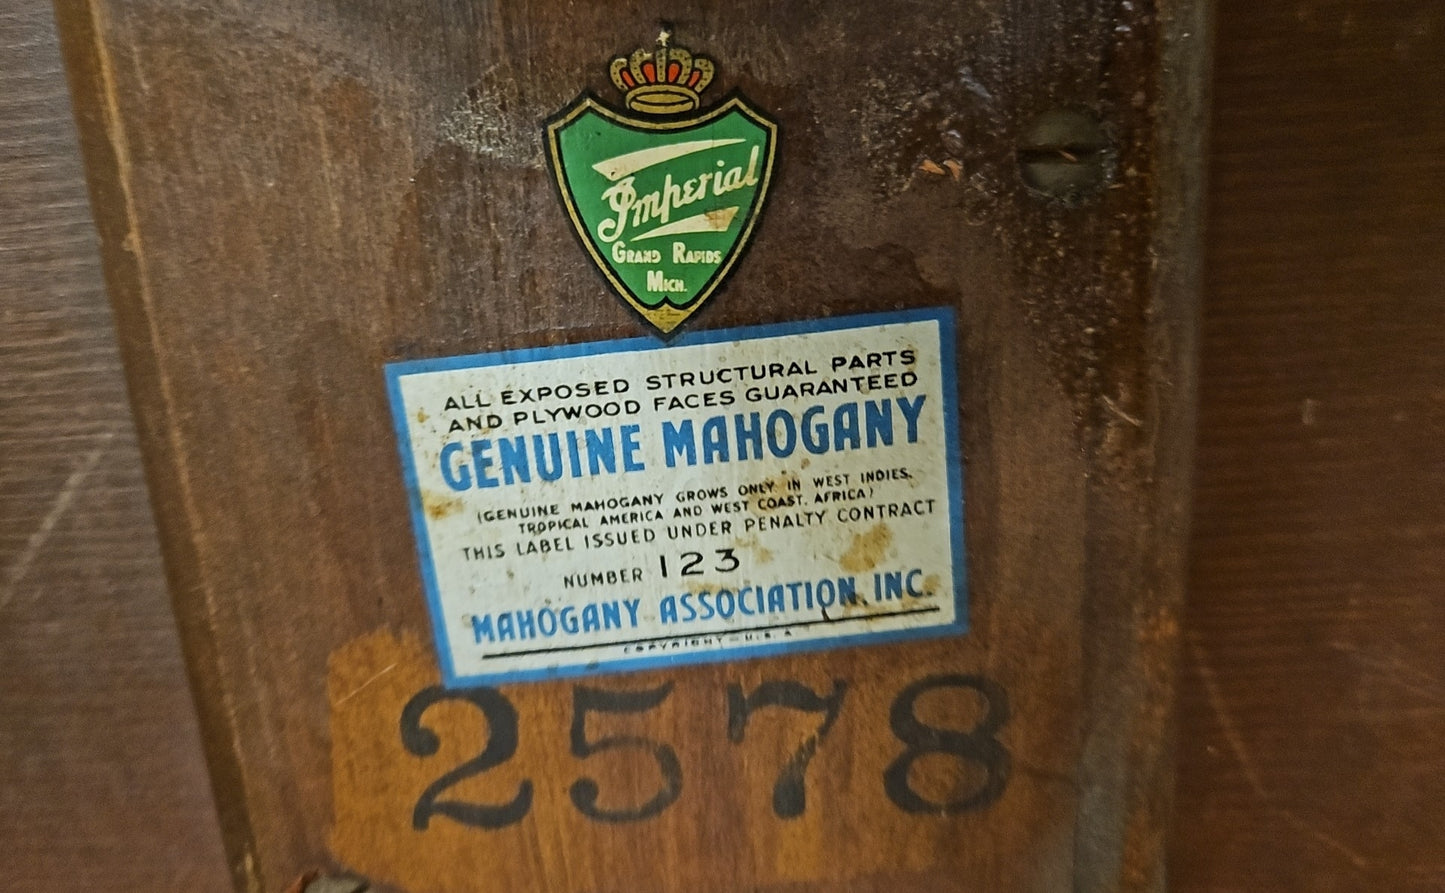 Imperial
GRAND RAPIDS
MICH.
ALL EXPOSED STRUCTURAL PARTS
AND PLYWOOD FACES GUARANTEED
GENUINE MAHOGANY
(GENUINE MAHOGANY GROWS ONLY IN WEST INDIES,
TROPICAL AMERICA AND WEST COAST, AFRICA)
THIS LABEL ISSUED UNDER PENALTY CONTRACT
NUMBER 123
MAHOGANY ASSOCIATION, INC.
COPYRIGHT—U.S.A
2578